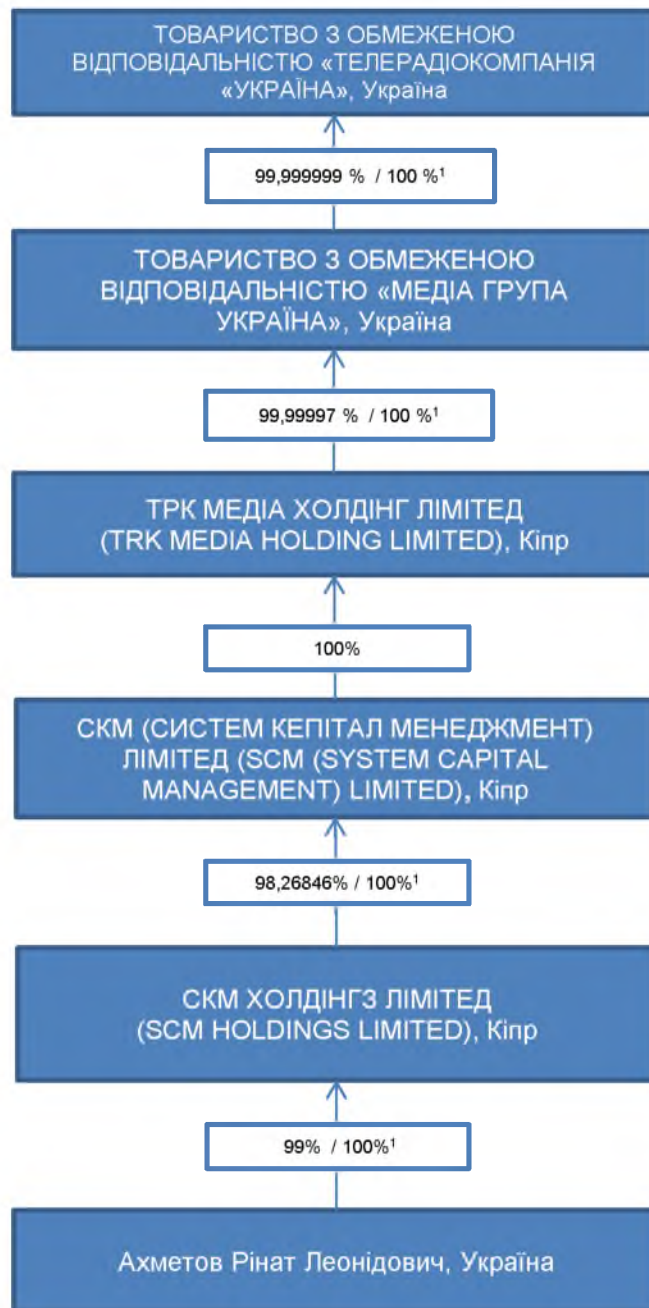 ТОВАРИСТВО З ОБМЕЖЕНОЮ
ВІДПОВІДАЛЬНІСТЮ «ТЕЛЕРАДІОКОМПАНІЯ
«УКРАЇНА», Україна
99,999999 % / 100 %¹
ТОВАРИСТВО З ОБМЕЖЕНОЮ
ВІДПОВІДАЛЬНІСТЮ «МЕДІА ГРУПА
УКРАЇНА», Україна
99,99997 % / 100 %¹
ТРК МЕДІА ХОЛДІНГ ЛІМІТЕД
(TRK MEDIA HOLDING LIMITED), Кіпр
100%
СКМ (СИСТЕМ КЕПІТАЛ МЕНЕДЖМЕНТ)
ЛІМІТЕД (SCM (SYSTEM CAPITAL
MANAGEMENT) LIMITED), Кіпр
98,26846% / 100%¹
СКМ ХОЛДІНГЗ ЛІМІТЕД
(SCM HOLDINGS LIMITED), Кіпр
99% / 100%¹
Ахметов Рінат Леонідович, Україна